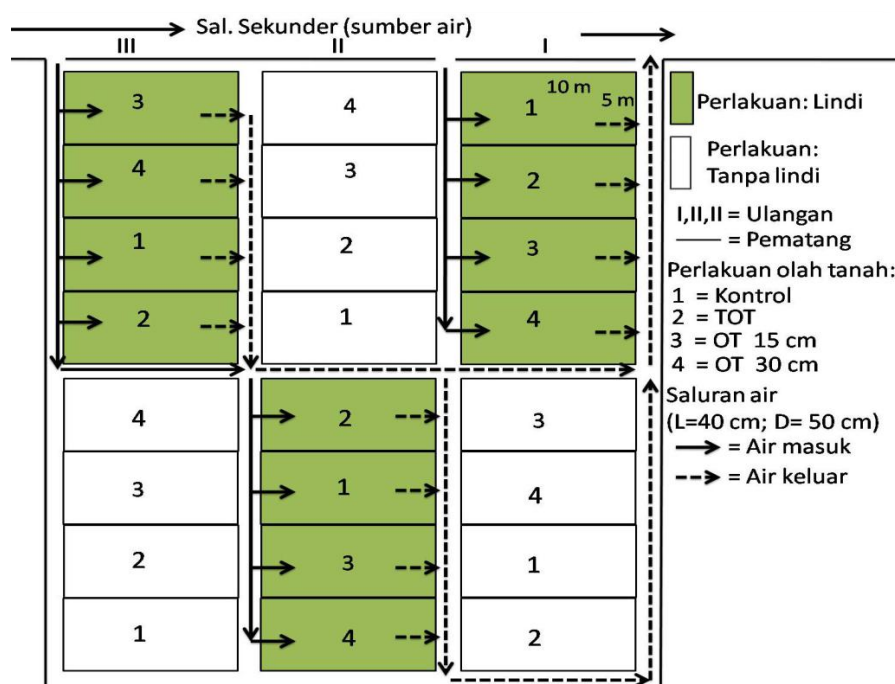 Sal. Sekunder (sumber air)
III II I
3 4 1 10 m 5 m
4 3 2
1 2 3
2 1 4
4 2 3
3 1 4
2 3 1
1 4 2
Perlakuan: Lindi
Perlakuan:
Tanpa lindi
I,II,II = Ulangan
= Pematang
Perlakuan olah tanah:
1 = Kontrol
2 = TOT
3 = OT 15 cm
4 = OT 30 cm
Saluran air
(L=40 cm; D= 50 cm)
= Air masuk
= Air keluar